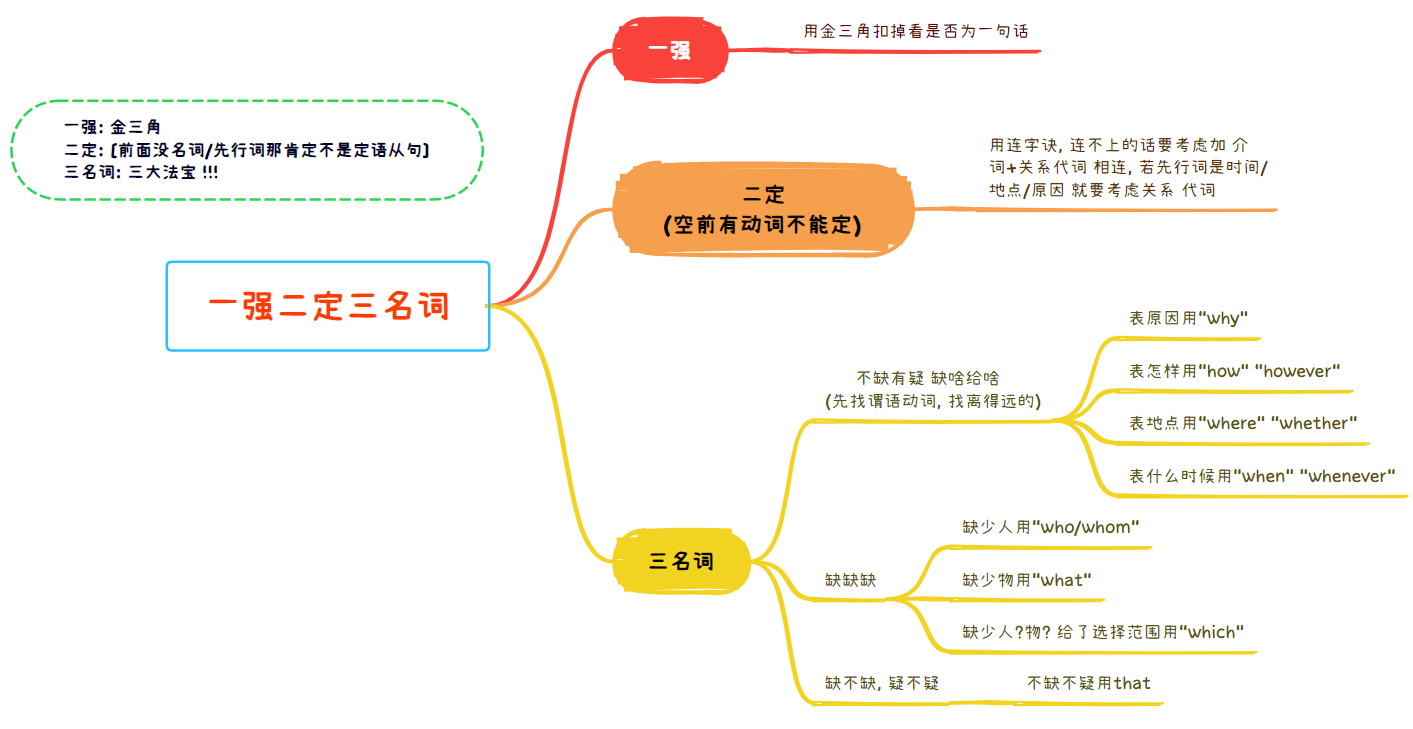 一强
用金三角扣掉看是否为一句话
一强: 金三角
二定: (前面没名词/先行词那肯定不是定语从句)
三名词: 三大法宝 !!!
用连字诀, 连不上的话要考虑加 介
词+关系代词 相连, 若先行词是时间/
地点/原因 就要考虑关系 代词
二定
(空前有动词不能定)
一强二定三名词
三名词
不缺有疑 缺啥给啥
(先找谓语动词, 找离得远的)
表原因用"why"
表怎样用"how" "however"
表地点用"where" "whether"
表什么时候用"when" "whenever"
缺缺缺
缺少人用"who/whom"
缺少物用"what"
缺少人?物? 给了选择范围用"which"
缺不缺, 疑不疑
不缺不疑用that